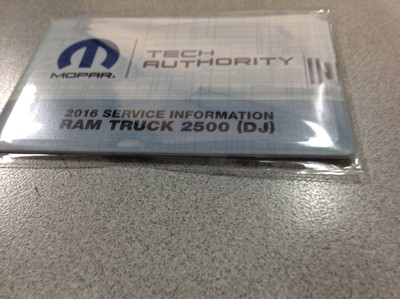 MOPAR.
TECH
AUTHORITY
2016 SERVICE INFORMATION
RAM TRUCK 2500 (DJ)